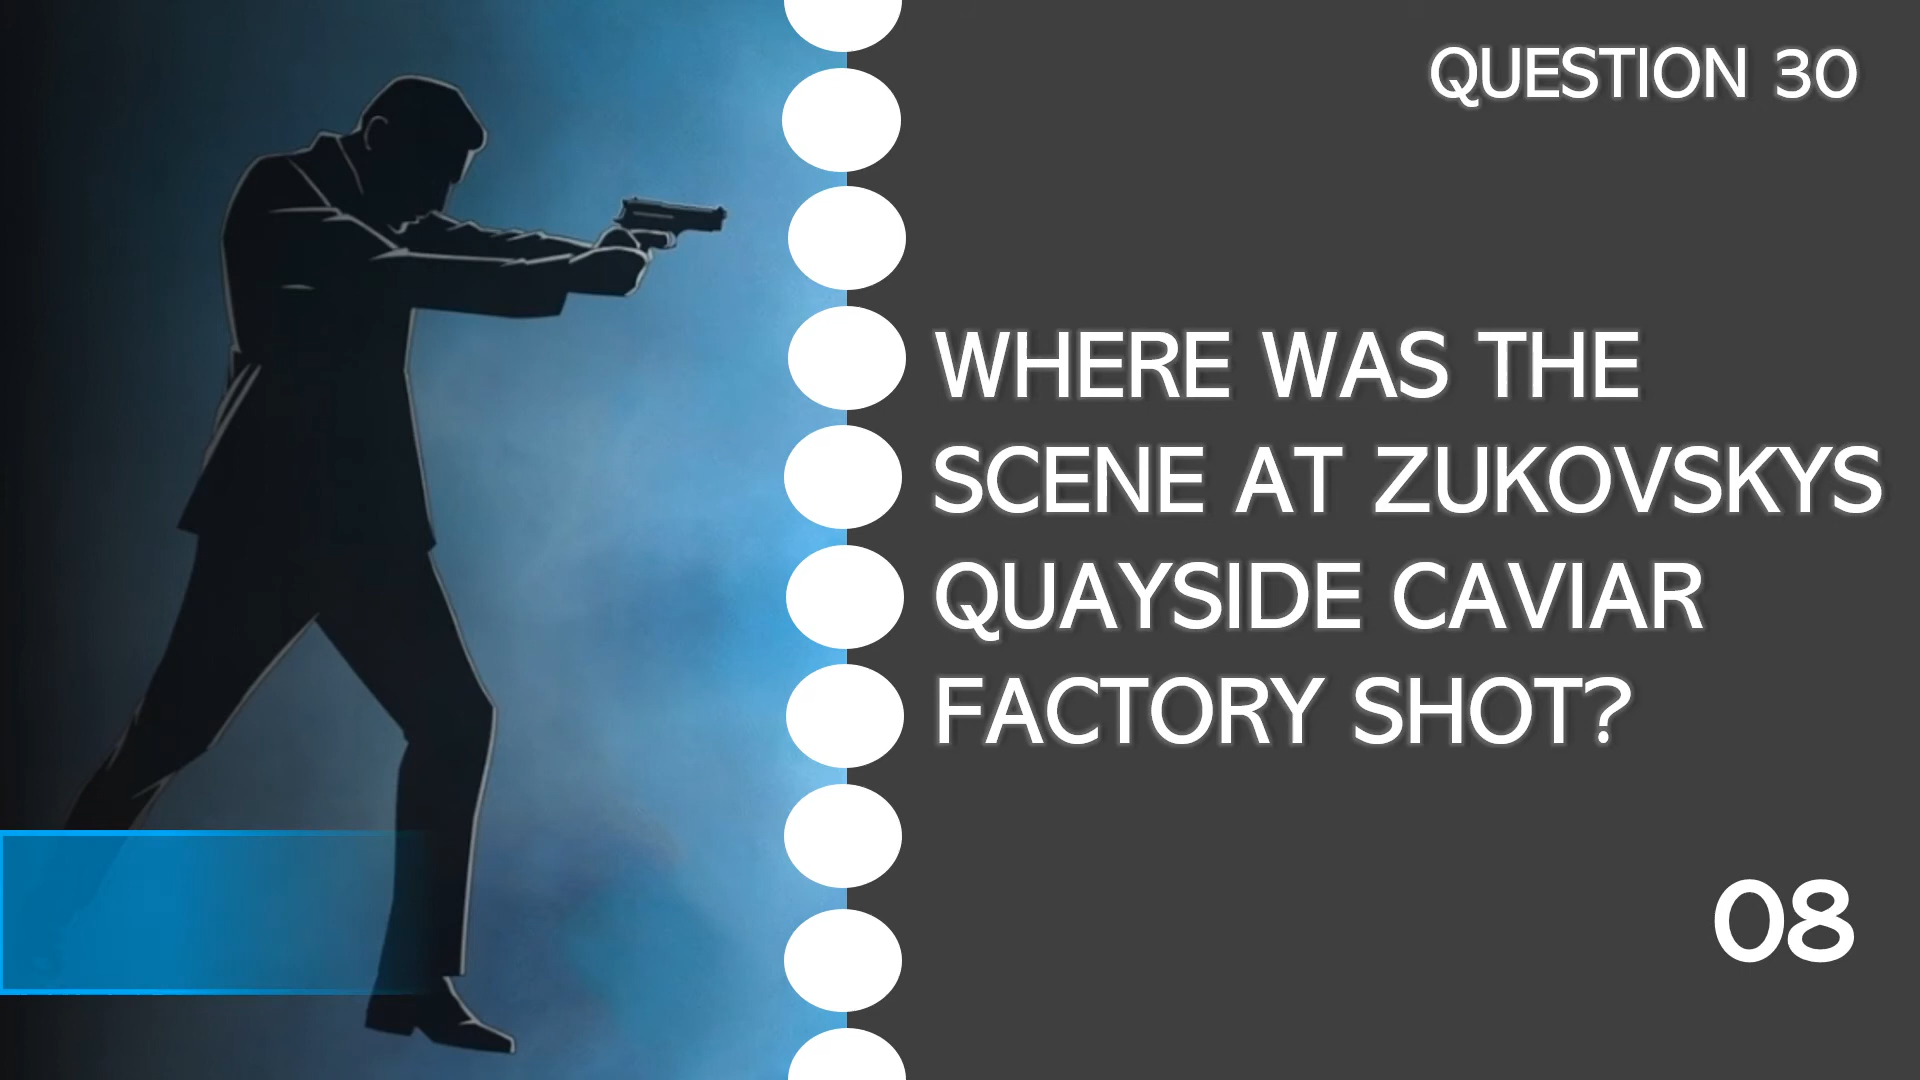 QUESTION 30
WHERE WAS THE
SCENE AT ZUKOVSKYS
QUAYSIDE CAVIAR
FACTORY SHOT?
08